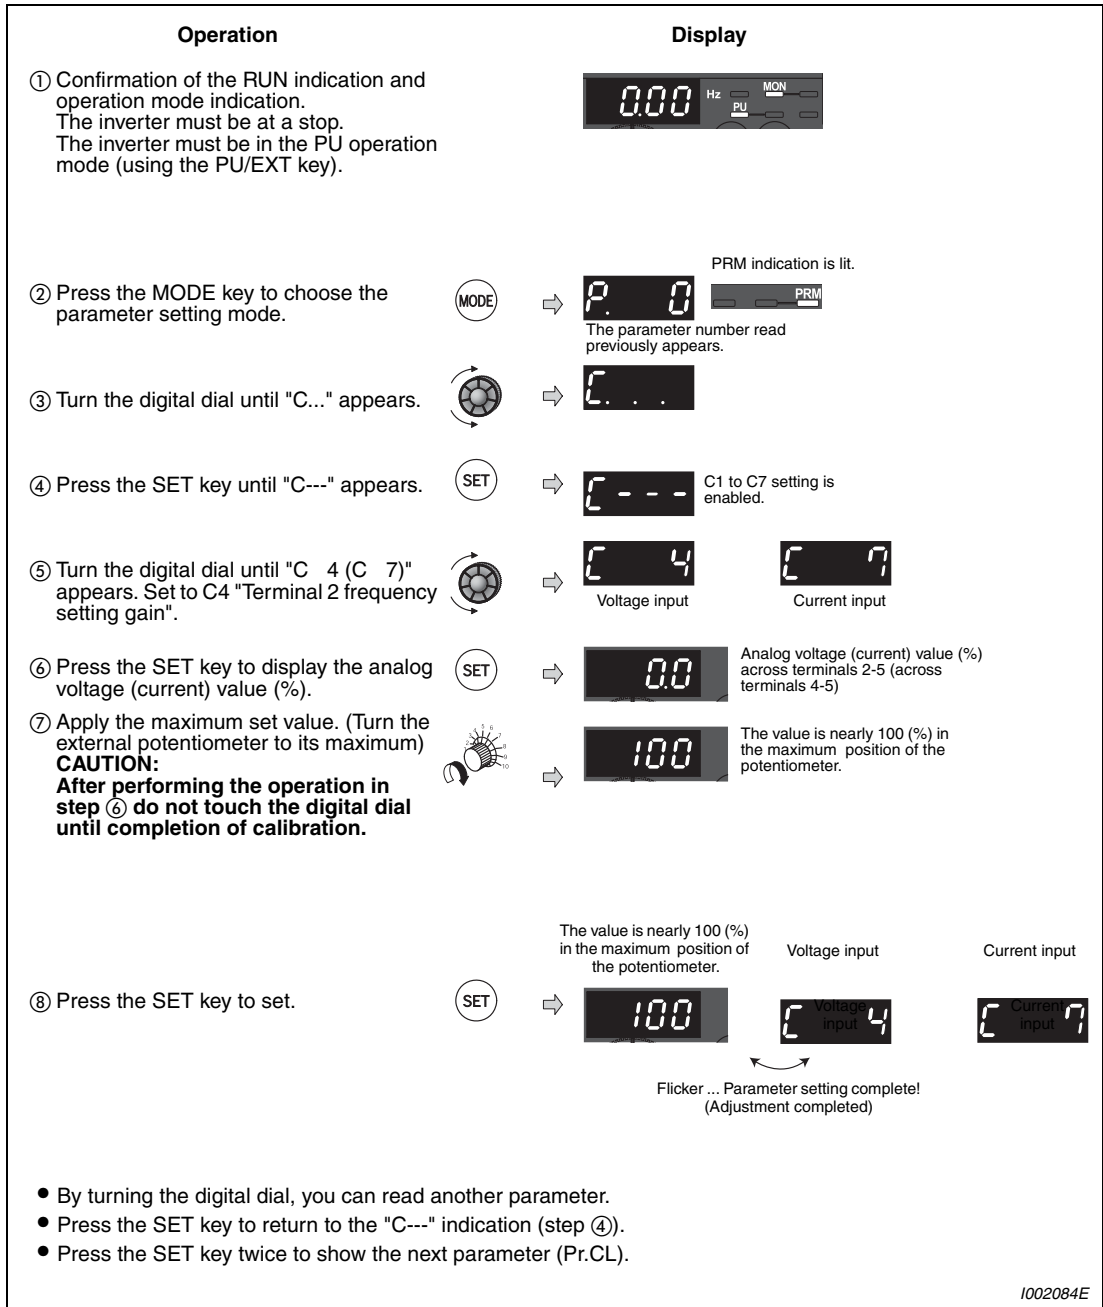 Operation
Display
① Confirmation of the RUN indication and
operation mode indication.
The inverter must be at a stop.
The inverter must be in the PU operation
mode (using the PU/EXT key).
0.00 Hz MON
PU
② Press the MODE key to choose the
parameter setting mode.
MODE
P. 0
PRM indication is lit.
PRM
The parameter number read
previously appears.
③ Turn the digital dial until "C..." appears.
C. . .
④ Press the SET key until "C---" appears.
SET
C - - -
C1 to C7 setting is
enabled.
⑤ Turn the digital dial until "C   4 (C   7)"
appears. Set to C4 "Terminal 2 frequency
setting gain".
C 4
Voltage input
C 7
Current input
⑥ Press the SET key to display the analog
voltage (current) value (%).
SET
0.0
Analog voltage (current) value (%)
across terminals 2-5 (across
terminals 4-5)
⑦ Apply the maximum set value. (Turn the
external potentiometer to its maximum)
CAUTION:
After performing the operation in
step ⑥ do not touch the digital dial
until completion of calibration.
100
The value is nearly 100 (%) in
the maximum position of the
potentiometer.
⑧ Press the SET key to set.
SET
The value is nearly 100 (%)
in the maximum position of
the potentiometer.
100
Voltage input
C 4
Voltage
input
Current input
C 7
Current
input
Flicker ... Parameter setting complete!
(Adjustment completed)
● By turning the digital dial, you can read another parameter.
● Press the SET key to return to the "C---" indication (step ④).
● Press the SET key twice to show the next parameter (Pr.CL).
I002084E